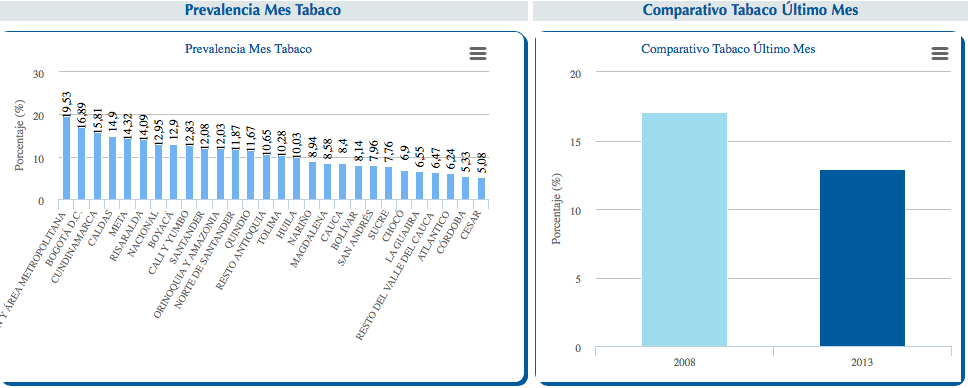 Prevalencia Mes Tabaco
Prevalencia Mes Tabaco
Porcentaje (%)
30
20
10
0
19,53
16,89
15,81
14,9
14,32
14,09
12,95
12,9
12,83
12,08
12,03
11,87
11,67
10,65
10,28
10,03
8,94
8,58
8,4
8,14
7,96
7,76
6,9
6,55
6,47
6,24
5,33
5,08
Y ÁREA METROPOLITANA
BOGOTÁ D.C.
CUNDINAMARCA
CALDAS
META
RISARALDA
NACIONAL
BOYACÁ
CALI Y YUMBO
SANTANDER
ORINOQUIA Y AMAZONIA
NORTE DE SANTANDER
QUINDIO
RESTO ANTIOQUIA
TOLIMA
HUILA
NARIÑO
MAGDALENA
CAUCA
BOLÍVAR
SAN ANDRÉS
SUCRE
CHOCÓ
LA GUAJIRA
RESTO DEL VALLE DEL CAUCA
ATLÁNTICO
CÓRDOBA
CESAR
Comparativo Tabaco Último Mes
Comparativo Tabaco Último Mes
Porcentaje (%)
20
15
10
5
0
2008
2013